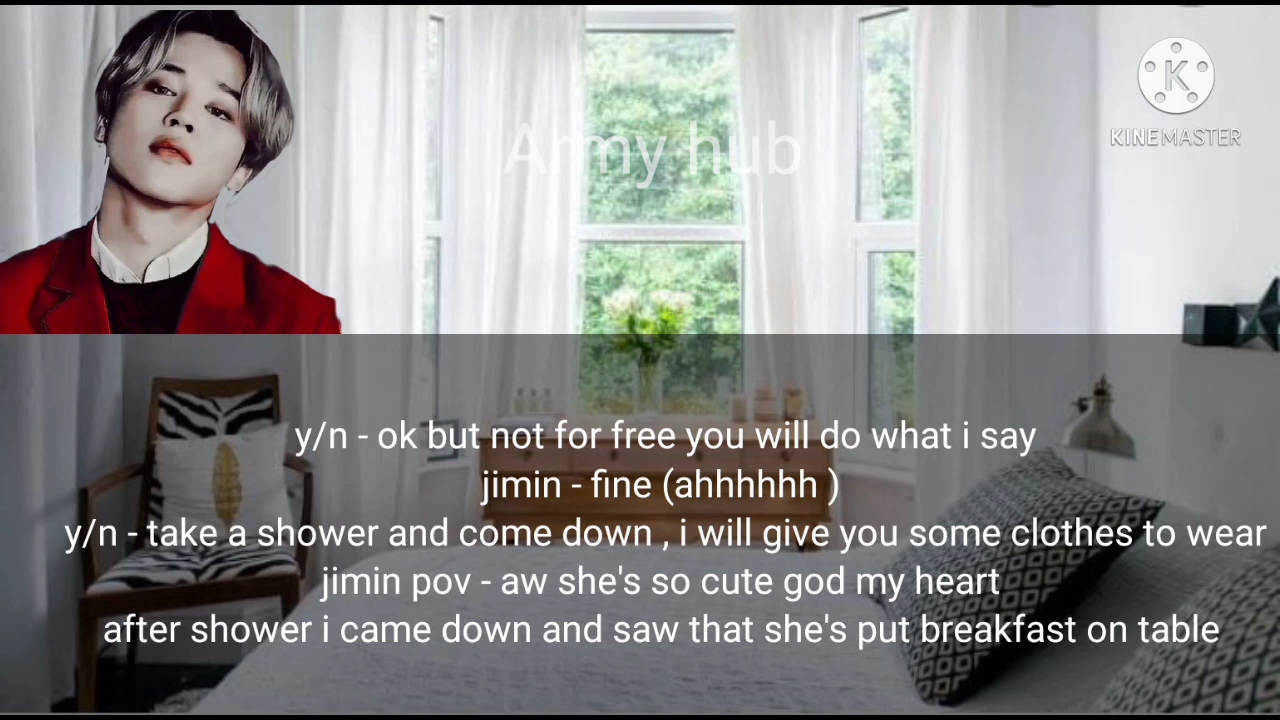 Army hub
K
KINEMASTER
y/n - ok but not for free you will do what i say
jimin - fine (ahhhhhh )
y/n - take a shower and come down , i will give you some clothes to wear
jimin pov - aw she's so cute god my heart
after shower i came down and saw that she's put breakfast on table